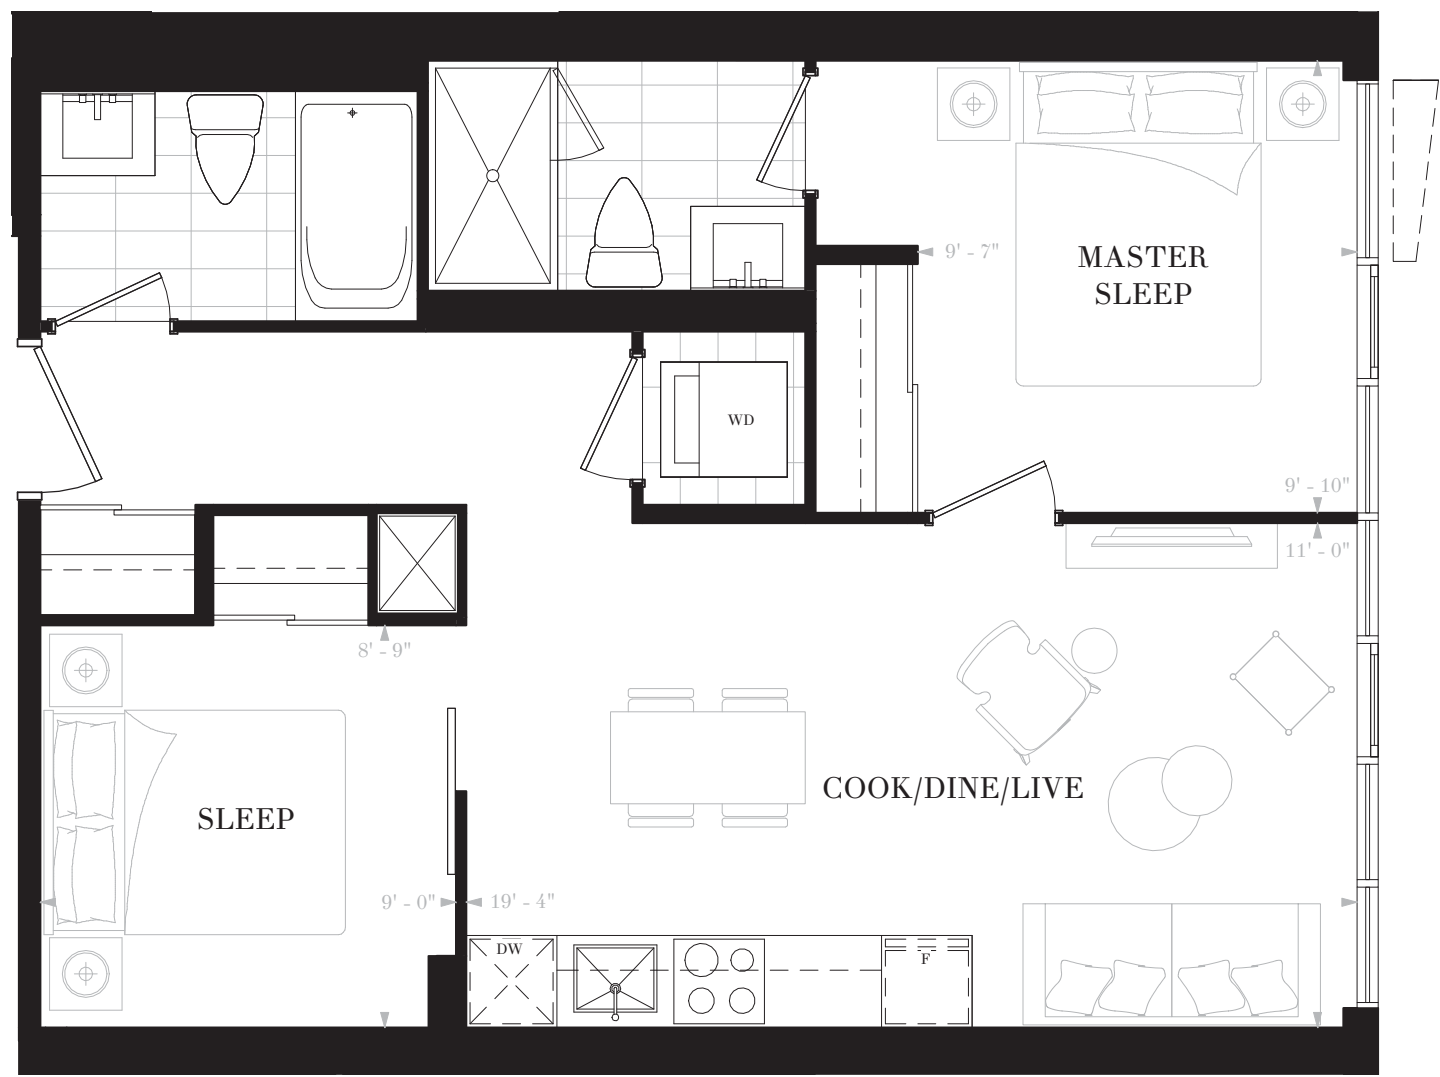 9' - 7"
MASTER
SLEEP
WD
9' - 10"
11' - 0"
8' - 9"
COOK/DINE/LIVE
SLEEP
9' - 0"
19' - 4"
DW
F